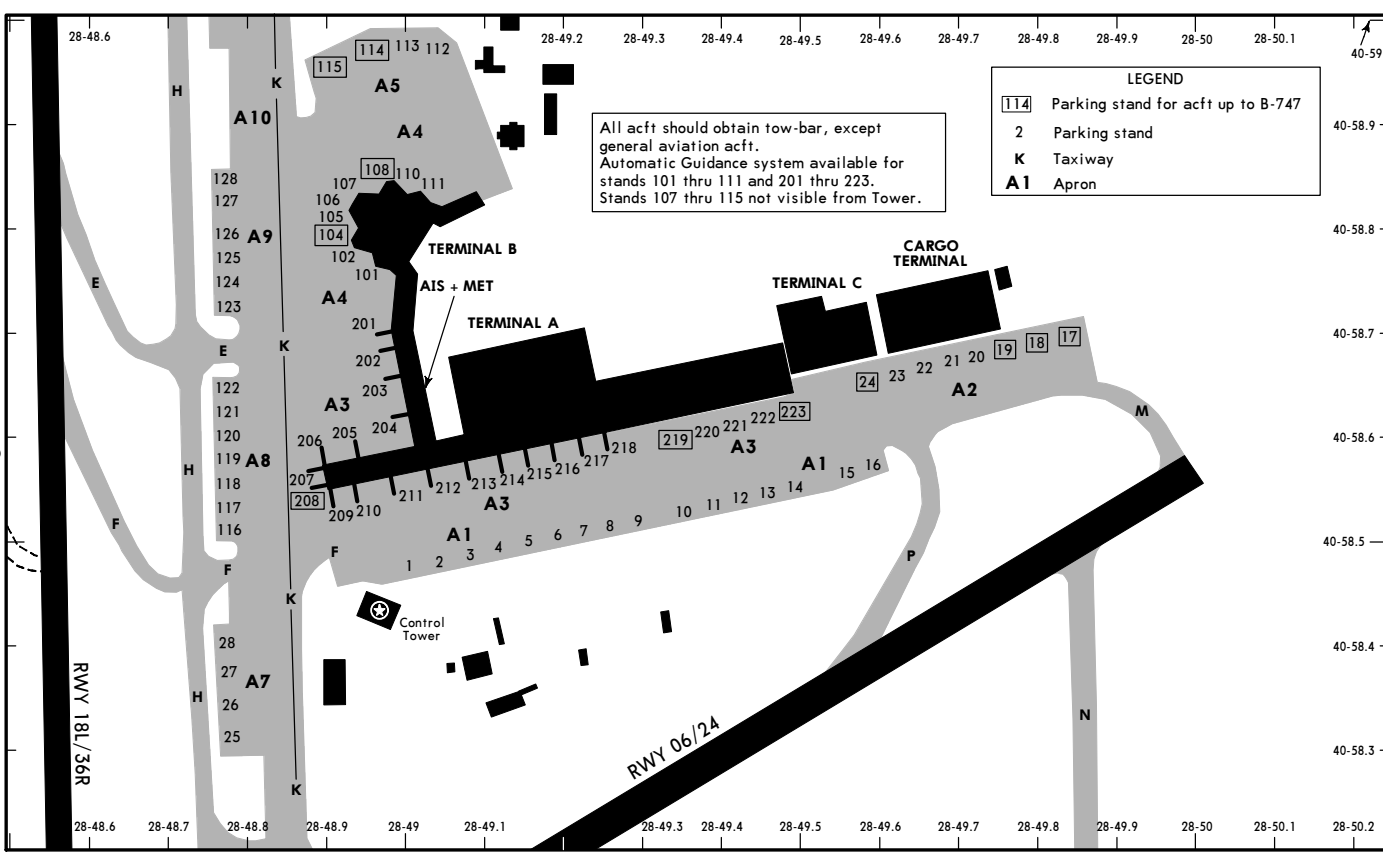 28-48.6
28-49.2
28-49.3
28-49.4
28-49.5
28-49.6
28-49.7
28-49.8
28-49.9
28-50
28-50.1
40-59
114
113
112
115
K
H
A5
A10
A4
LEGEND
114 Parking stand for acft up to B-747
2 Parking stand
K Taxiway
A1 Apron
All acft should obtain tow-bar, except
general aviation acft.
Automatic Guidance system available for
stands 101 thru 111 and 201 thru 223.
Stands 107 thru 115 not visible from Tower.
40-58.9
108
110
111
107
106
105
104
102
101
128
127
126
125
124
123
A9
E
A4
TERMINAL B
AIS + MET
TERMINAL A
TERMINAL C
CARGO
TERMINAL
40-58.8
40-58.7
201
202
203
204
205
206
207
208
209
210
211
212
213
214
215
216
217
218
219
220
221
222
223
24
23
22
21
20
19
18
17
K
E
122
121
120
119
118
117
116
A3
A8
H
F
A3
A3
A1
A1
A2
M
40-58.6
1
2
3
4
5
6
7
8
9
10
11
12
13
14
15
16
F
F
K
P
40-58.5
Control
Tower
28
27
26
25
A7
H
K
N
40-58.4
40-58.3
RWY 18L/36R
RWY 06/24
28-48.6
28-48.7
28-48.8
28-48.9
28-49
28-49.1
28-49.3
28-49.4
28-49.5
28-49.6
28-49.7
28-49.8
28-49.9
28-50
28-50.1
28-50.2